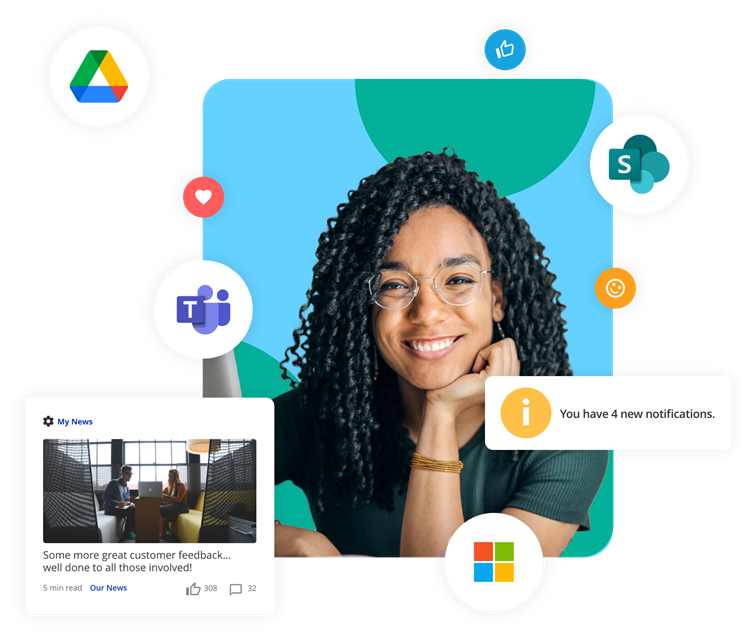 S
T
My News
You have 4 new notifications.
Some more great customer feedback...
well done to all those involved!
5 min read Our News 308 32